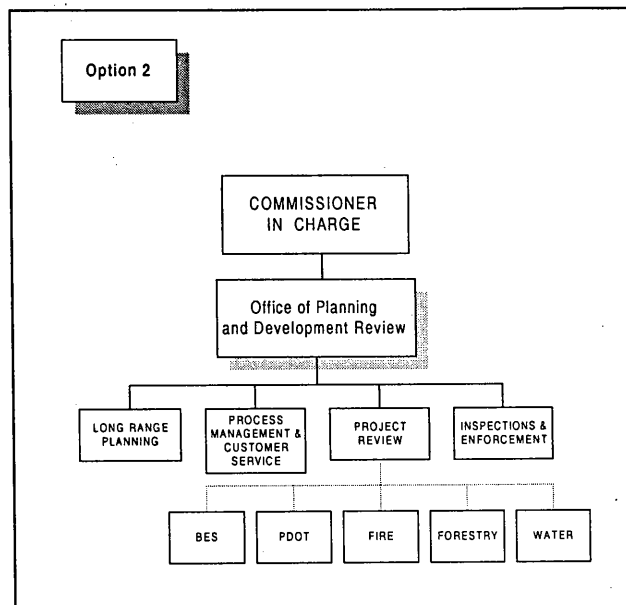 Option 2
COMMISSIONER
IN CHARGE
Office of Planning
and Development Review
LONG RANGE
PLANNING
PROCESS
MANAGEMENT &
CUSTOMER
SERVICE
PROJECT
REVIEW
INSPECTIONS &
ENFORCEMENT
BES
PDOT
FIRE
FORESTRY
WATER